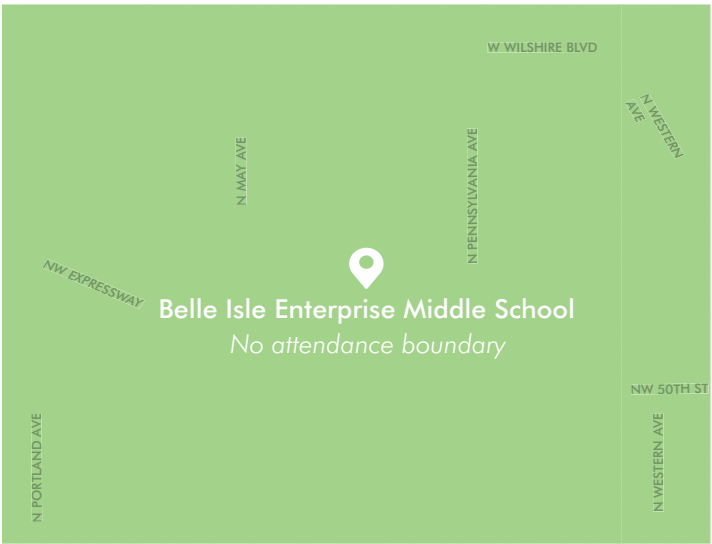 W WILSHIRE BLVD
N WESTERN
AVE
N MAY AVE
N PENNSYLVANIA AVE
NW EXPRESSWAY
Belle Isle Enterprise Middle School
No attendance boundary
NW 50TH ST
N PORTLAND AVE
N WESTERN AVE